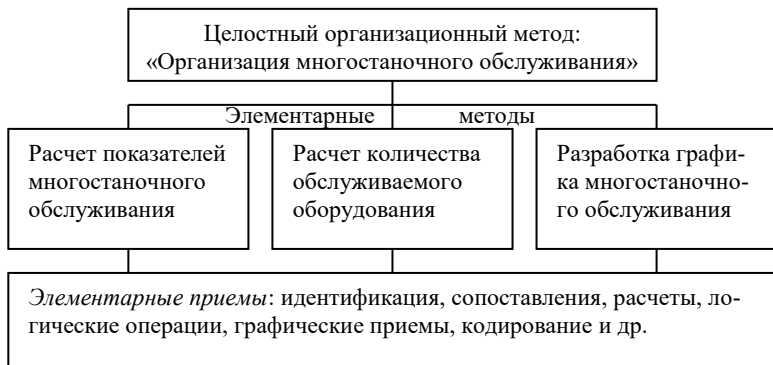 Целостный организационный метод:
«Организация многостаночного обслуживания»
Элементарные методы
Расчет показателей
многостаночного
обслуживания
Расчет количества
обслуживаемого
оборудования
Разработка графи-
ка многостаночно-
го обслуживания
Элементарные приемы: идентификация, сопоставления, расчеты, ло-
гические операции, графические приемы, кодирование и др.